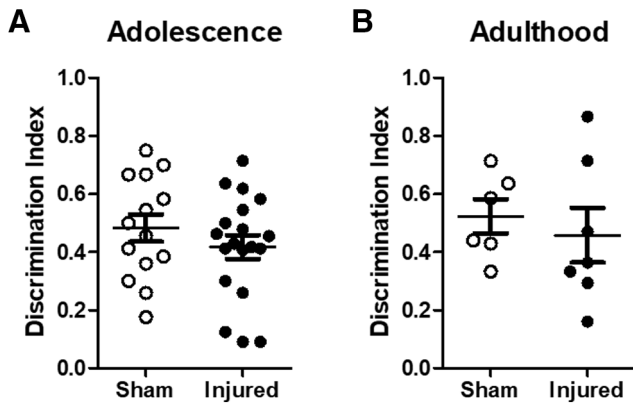 A
Adolescence
Discrimination Index
1.0
0.8
0.6
0.4
0.2
0.0
Sham Injured
B
Adulthood
Discrimination Index
1.0
0.8
0.6
0.4
0.2
0.0
Sham Injured